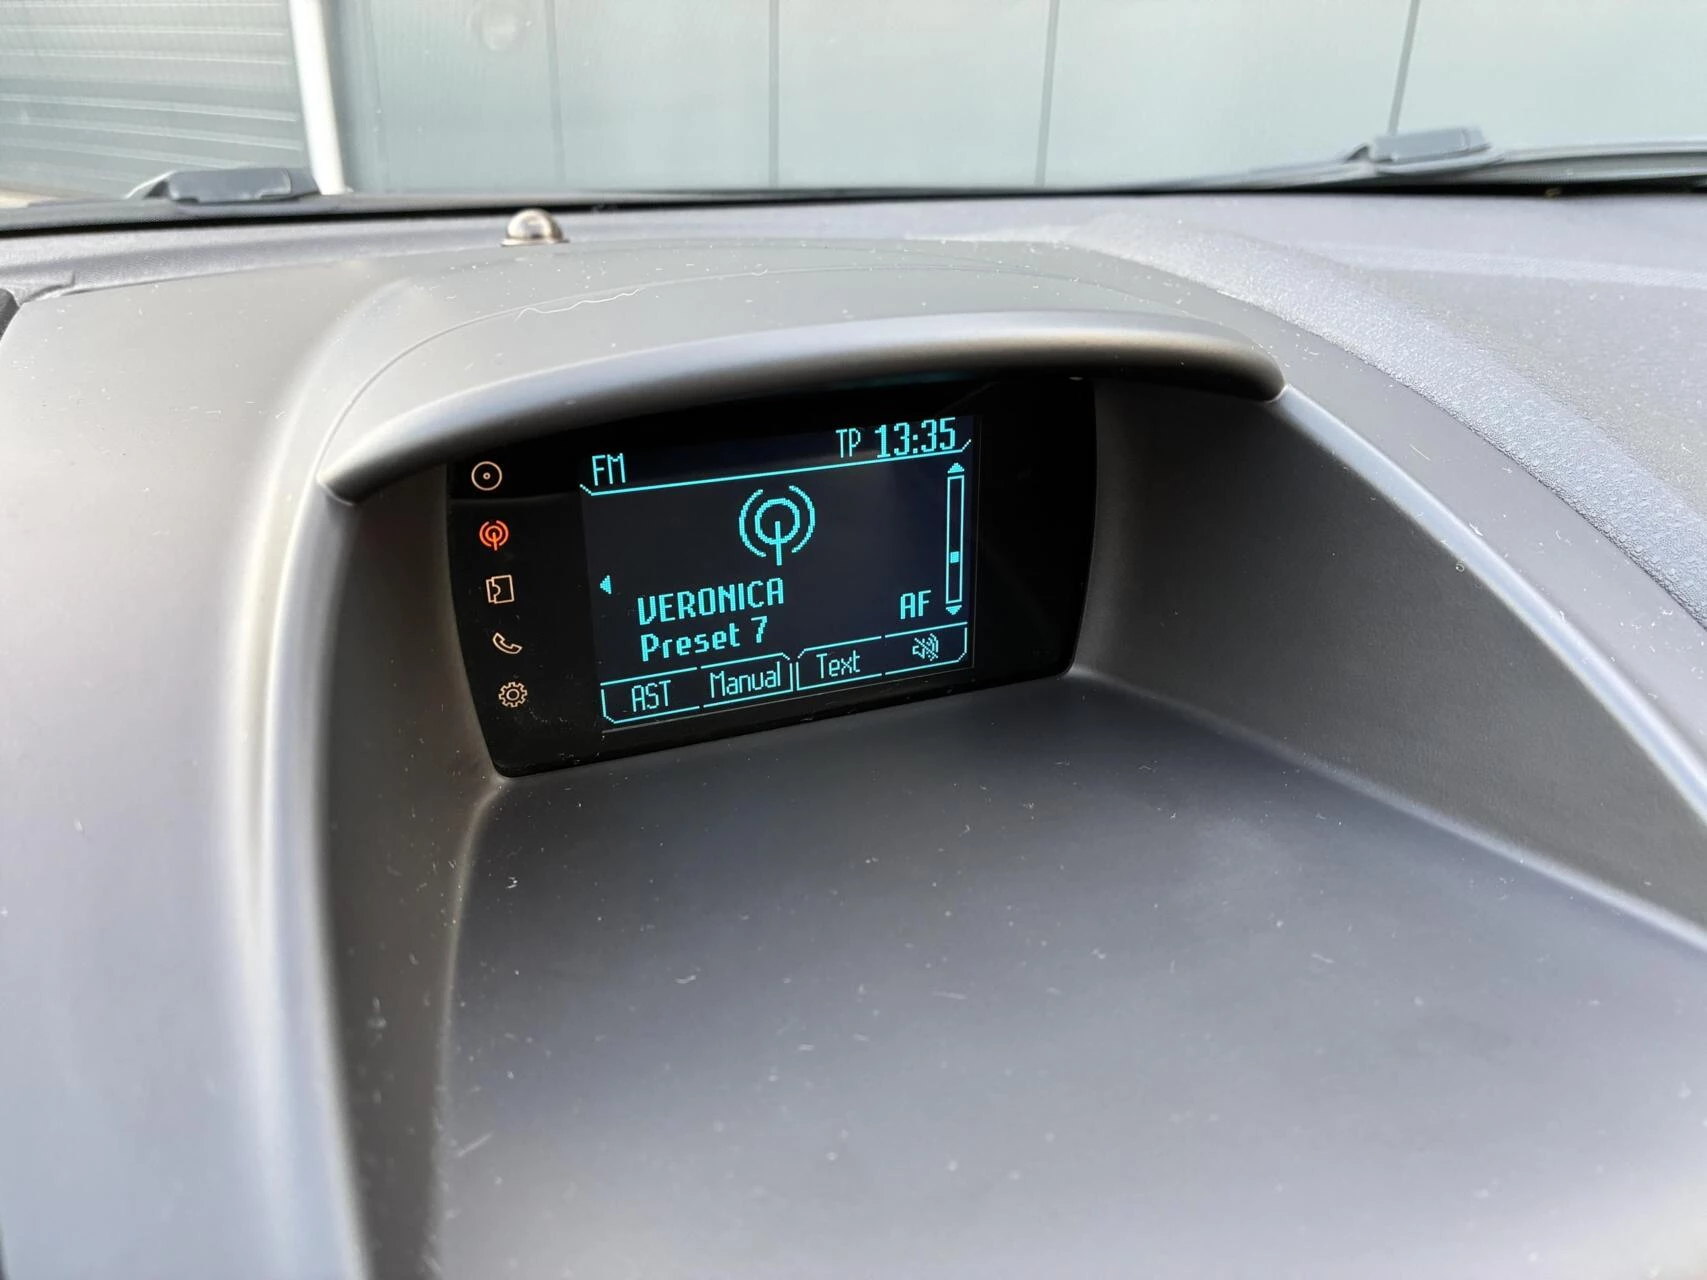 FM TP 13:35
VERONICA
Preset 7 AF
AST Manual Text